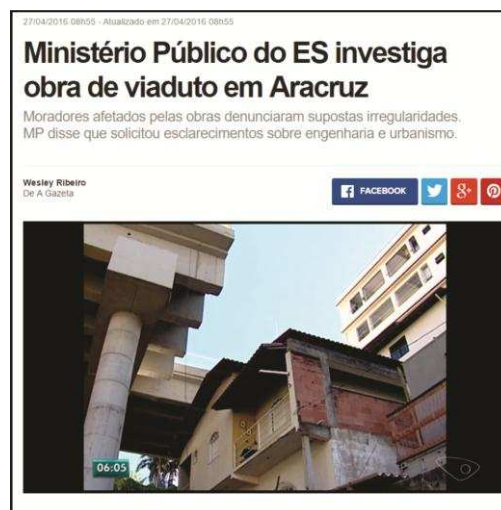 27/04/2016 08h55 - Atualizado em 27/04/2016 08h55
Ministério Público do ES investiga
obra de viaduto em Aracruz
Moradores afetados pelas obras denunciaram supostas irregularidades.
MP disse que solicitou esclarecimentos sobre engenharia e urbanismo.
Wesley Ribeiro
De A Gazeta
FACEBOOK
06:05